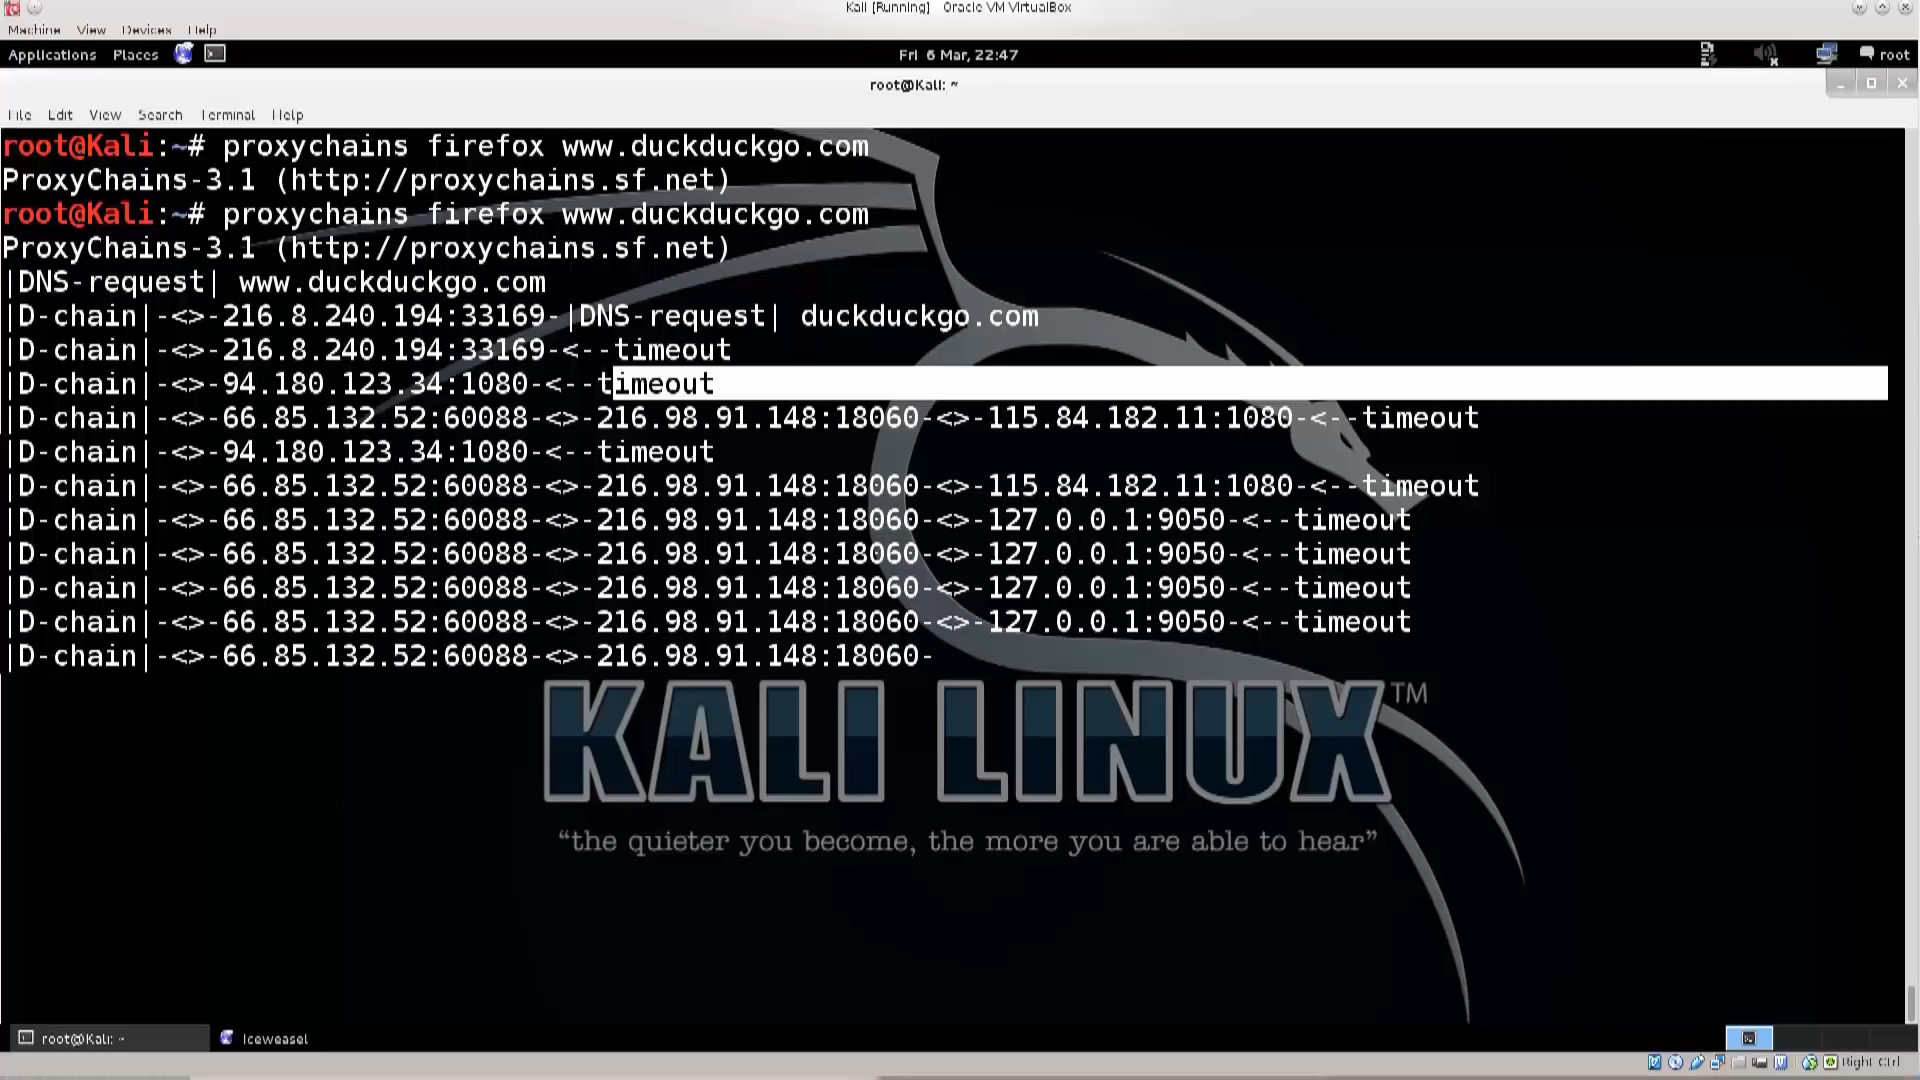 Kali [Running] - Oracle VM VirtualBox
Machine View Devices Help
Applications Places Fri 6 Mar, 22:47 root
root@Kali: ~
File Edit View Search Terminal Help
root@Kali:~# proxychains firefox www.duckduckgo.com
ProxyChains-3.1 (http://proxychains.sf.net)
root@Kali:~# proxychains firefox www.duckduckgo.com
ProxyChains-3.1 (http://proxychains.sf.net)
|DNS-request| www.duckduckgo.com
|D-chain|-<>-216.8.240.194:33169-|DNS-request| duckduckgo.com
|D-chain|-<>-216.8.240.194:33169-<--timeout
|D-chain|-<>-94.180.123.34:1080-<--timeout
|D-chain|-<>-66.85.132.52:60088-<>-216.98.91.148:18060-<>-115.84.182.11:1080-<--timeout
|D-chain|-<>-94.180.123.34:1080-<--timeout
|D-chain|-<>-66.85.132.52:60088-<>-216.98.91.148:18060-<>-115.84.182.11:1080-<--timeout
|D-chain|-<>-66.85.132.52:60088-<>-216.98.91.148:18060-<>-127.0.0.1:9050-<--timeout
|D-chain|-<>-66.85.132.52:60088-<>-216.98.91.148:18060-<>-127.0.0.1:9050-<--timeout
|D-chain|-<>-66.85.132.52:60088-<>-216.98.91.148:18060-<>-127.0.0.1:9050-<--timeout
|D-chain|-<>-66.85.132.52:60088-<>-216.98.91.148:18060-<>-127.0.0.1:9050-<--timeout
|D-chain|-<>-66.85.132.52:60088-<>-216.98.91.148:18060-
KALI LINUX™
“the quieter you become, the more you are able to hear”
root@Kali: ~ Iceweasel
Right Ctrl